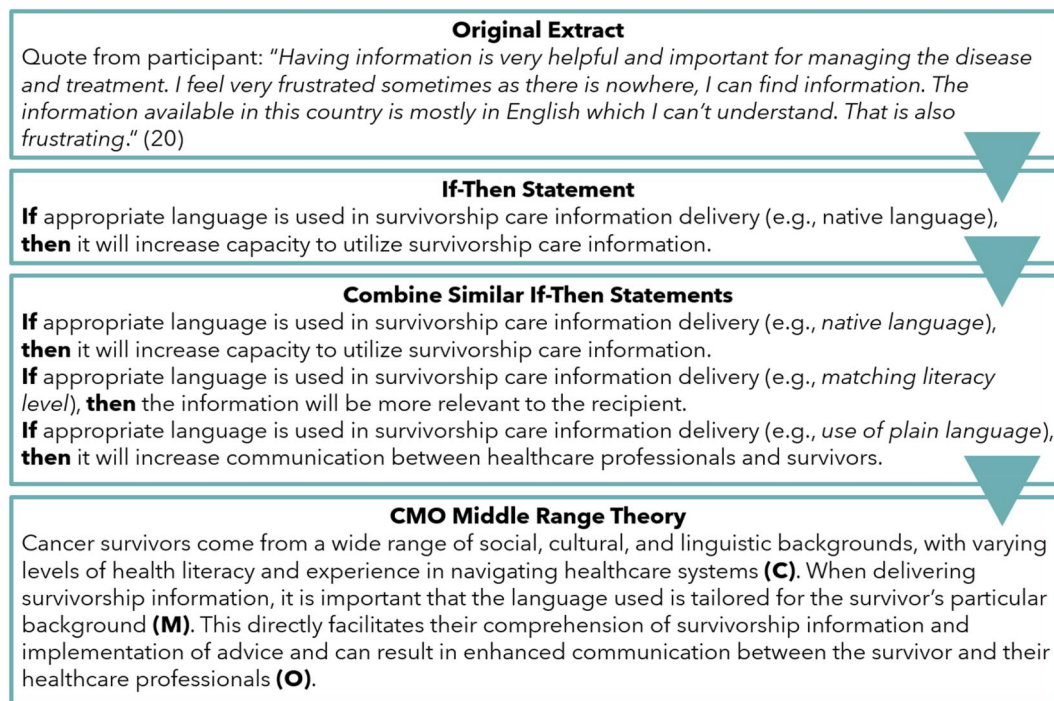 Original Extract
Quote from participant: “Having information is very helpful and important for managing the disease
and treatment. I feel very frustrated sometimes as there is nowhere, I can find information. The
information available in this country is mostly in English which I can’t understand. That is also
frustrating.“ (20)
If-Then Statement
If appropriate language is used in survivorship care information delivery (e.g., native language),
then it will increase capacity to utilize survivorship care information.
Combine Similar If-Then Statements
If appropriate language is used in survivorship care information delivery (e.g., native language),
then it will increase capacity to utilize survivorship care information.
If appropriate language is used in survivorship care information delivery (e.g., matching literacy
level), then the information will be more relevant to the recipient.
If appropriate language is used in survivorship care information delivery (e.g., use of plain language),
then it will increase communication between healthcare professionals and survivors.
CMO Middle Range Theory
Cancer survivors come from a wide range of social, cultural, and linguistic backgrounds, with varying
levels of health literacy and experience in navigating healthcare systems (C). When delivering
survivorship information, it is important that the language used is tailored for the survivor’s particular
background (M). This directly facilitates their comprehension of survivorship information and
implementation of advice and can result in enhanced communication between the survivor and their
healthcare professionals (O).